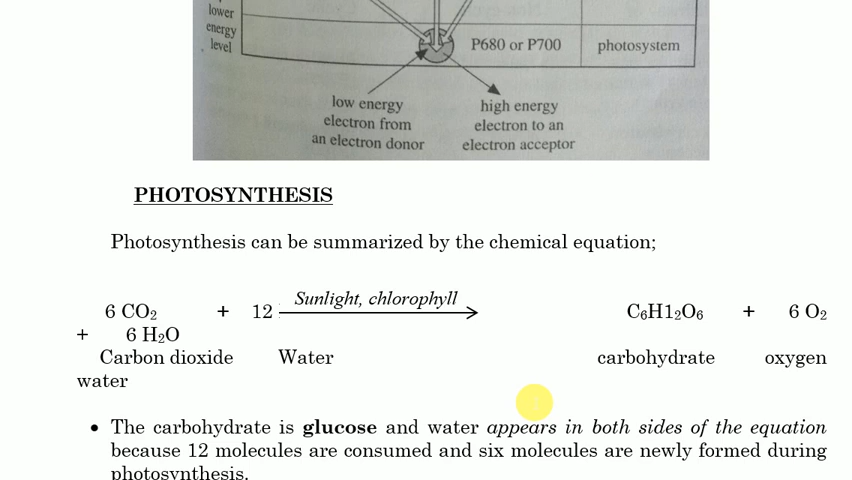 lower
energy
level
P680 or P700 photosystem
low energy
electron from
an electron donor
high energy
electron to an
electron acceptor
PHOTOSYNTHESIS
Photosynthesis can be summarized by the chemical equation;
Sunlight, chlorophyll
6 CO₂ + 12 → C₆H1₂O₆ + 6 O₂
+ 6 H₂O
Carbon dioxide Water carbohydrate oxygen
water
• The carbohydrate is glucose and water appears in both sides of the equation
because 12 molecules are consumed and six molecules are newly formed during
photosynthesis.